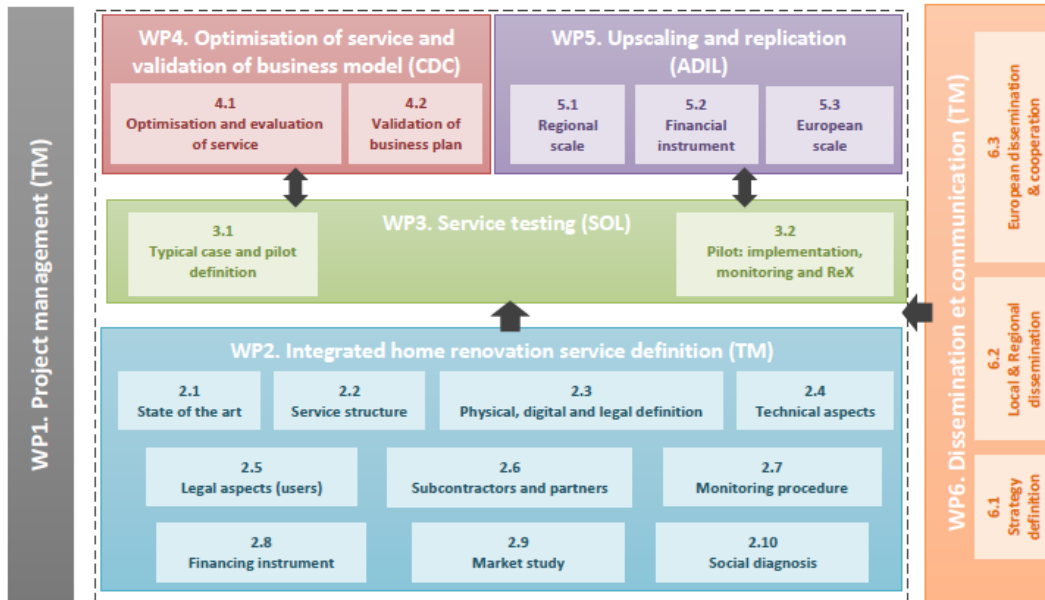 WP1. Project management (TM)
WP4. Optimisation of service and
validation of business model (CDC)
4.1
Optimisation and evaluation
of service
4.2
Validation of
business plan
WP5. Upscaling and replication
(ADIL)
5.1
Regional
scale
5.2
Financial
instrument
5.3
European
scale
WP3. Service testing (SOL)
3.1
Typical case and pilot
definition
3.2
Pilot: implementation,
monitoring and ReX
WP2. Integrated home renovation service definition (TM)
2.1
State of the art
2.2
Service structure
2.3
Physical, digital and legal definition
2.4
Technical aspects
2.5
Legal aspects (users)
2.6
Subcontractors and partners
2.7
Monitoring procedure
2.8
Financing instrument
2.9
Market study
2.10
Social diagnosis
WP6. Dissemination et communication (TM)
6.3
European dissemination
& cooperation
6.2
Local & Regional
dissemination
6.1
Strategy
definition